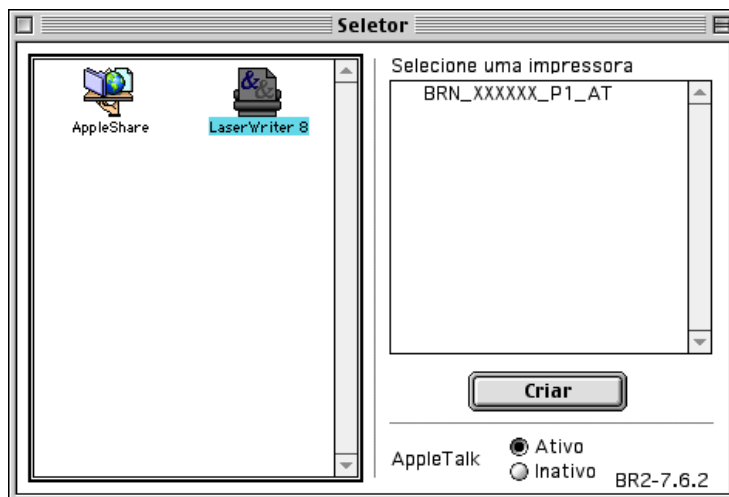 Seletor
AppleShare
LaserWriter 8
Selecione uma impressora
BRN_XXXXXX_P1_AT
Criar
AppleTalk
Ativo
Inativo
BR2-7.6.2